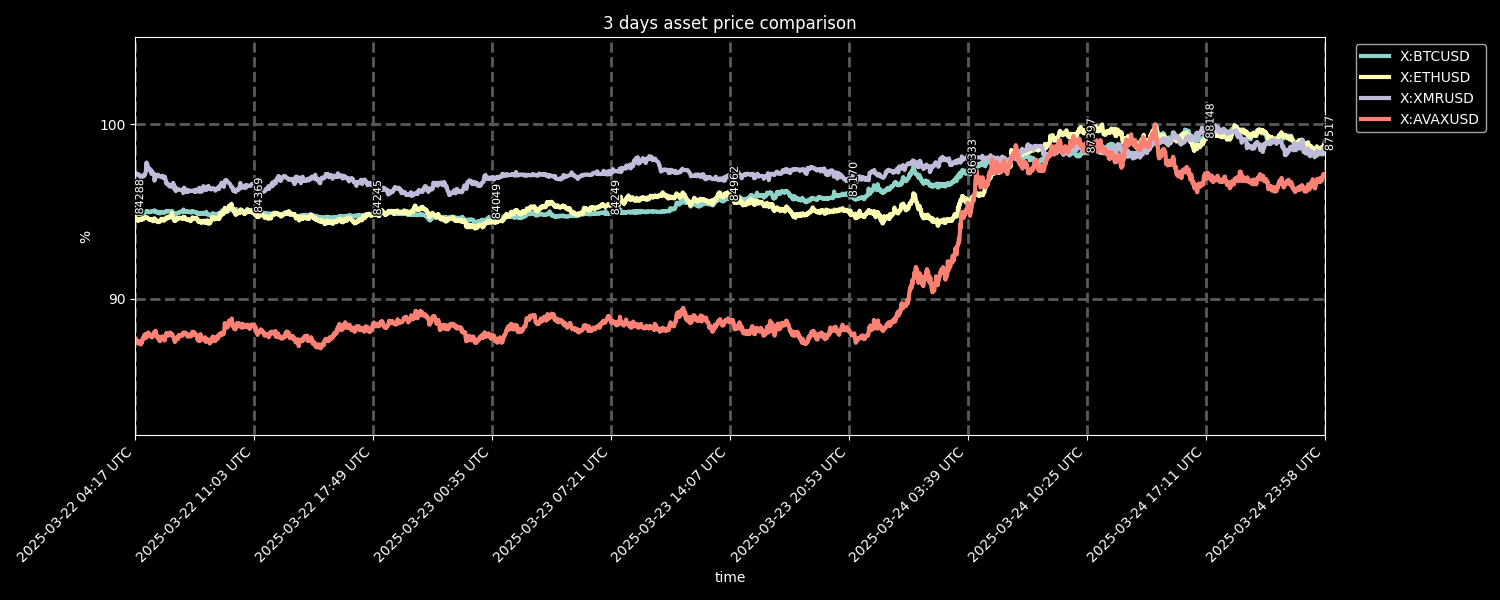 3 days asset price comparison
X:BTCUSD
X:ETHUSD
X:XMRUSD
X:AVAXUSD
100
90
%
84288
84369
84245
84049
84249
84962
85170
86333
87397
88148
87517
2025-03-22 04:17 UTC
2025-03-22 11:03 UTC
2025-03-22 17:49 UTC
2025-03-23 00:35 UTC
2025-03-23 07:21 UTC
2025-03-23 14:07 UTC
2025-03-23 20:53 UTC
2025-03-24 03:39 UTC
2025-03-24 10:25 UTC
2025-03-24 17:11 UTC
2025-03-24 23:58 UTC
time